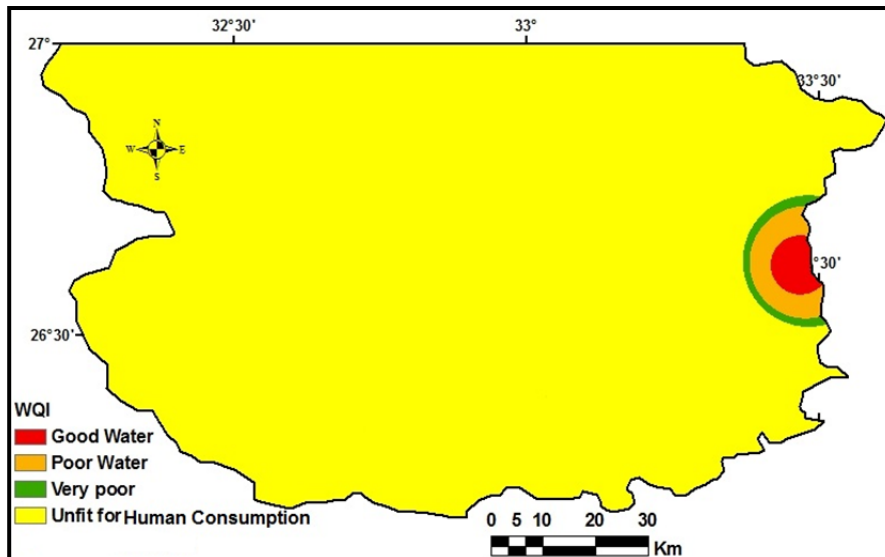 32°30' 33°
27°
33°30'
N
W E
S
°30'
26°30'
WQI
Good Water
Poor Water
Very poor
Unfit for Human Consumption
0 5 10 20 30
Km